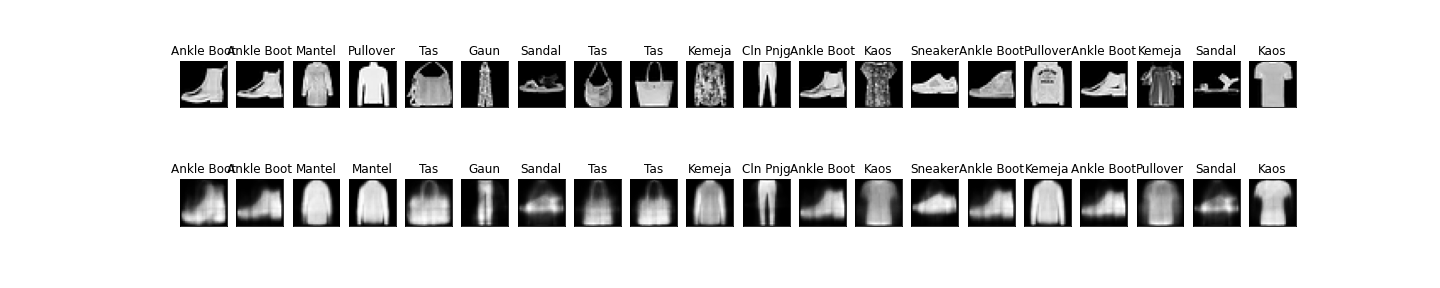 Ankle Boot Ankle Boot Mantel Pullover Tas Gaun Sandal Tas Tas Kemeja Cln Pnjg Ankle Boot Kaos Sneaker Ankle Boot Pullover Ankle Boot Kemeja Sandal Kaos
Ankle Boot Ankle Boot Mantel Mantel Tas Gaun Sandal Tas Tas Kemeja Cln Pnjg Ankle Boot Kaos Sneaker Ankle Boot Kemeja Ankle Boot Pullover Sandal Kaos